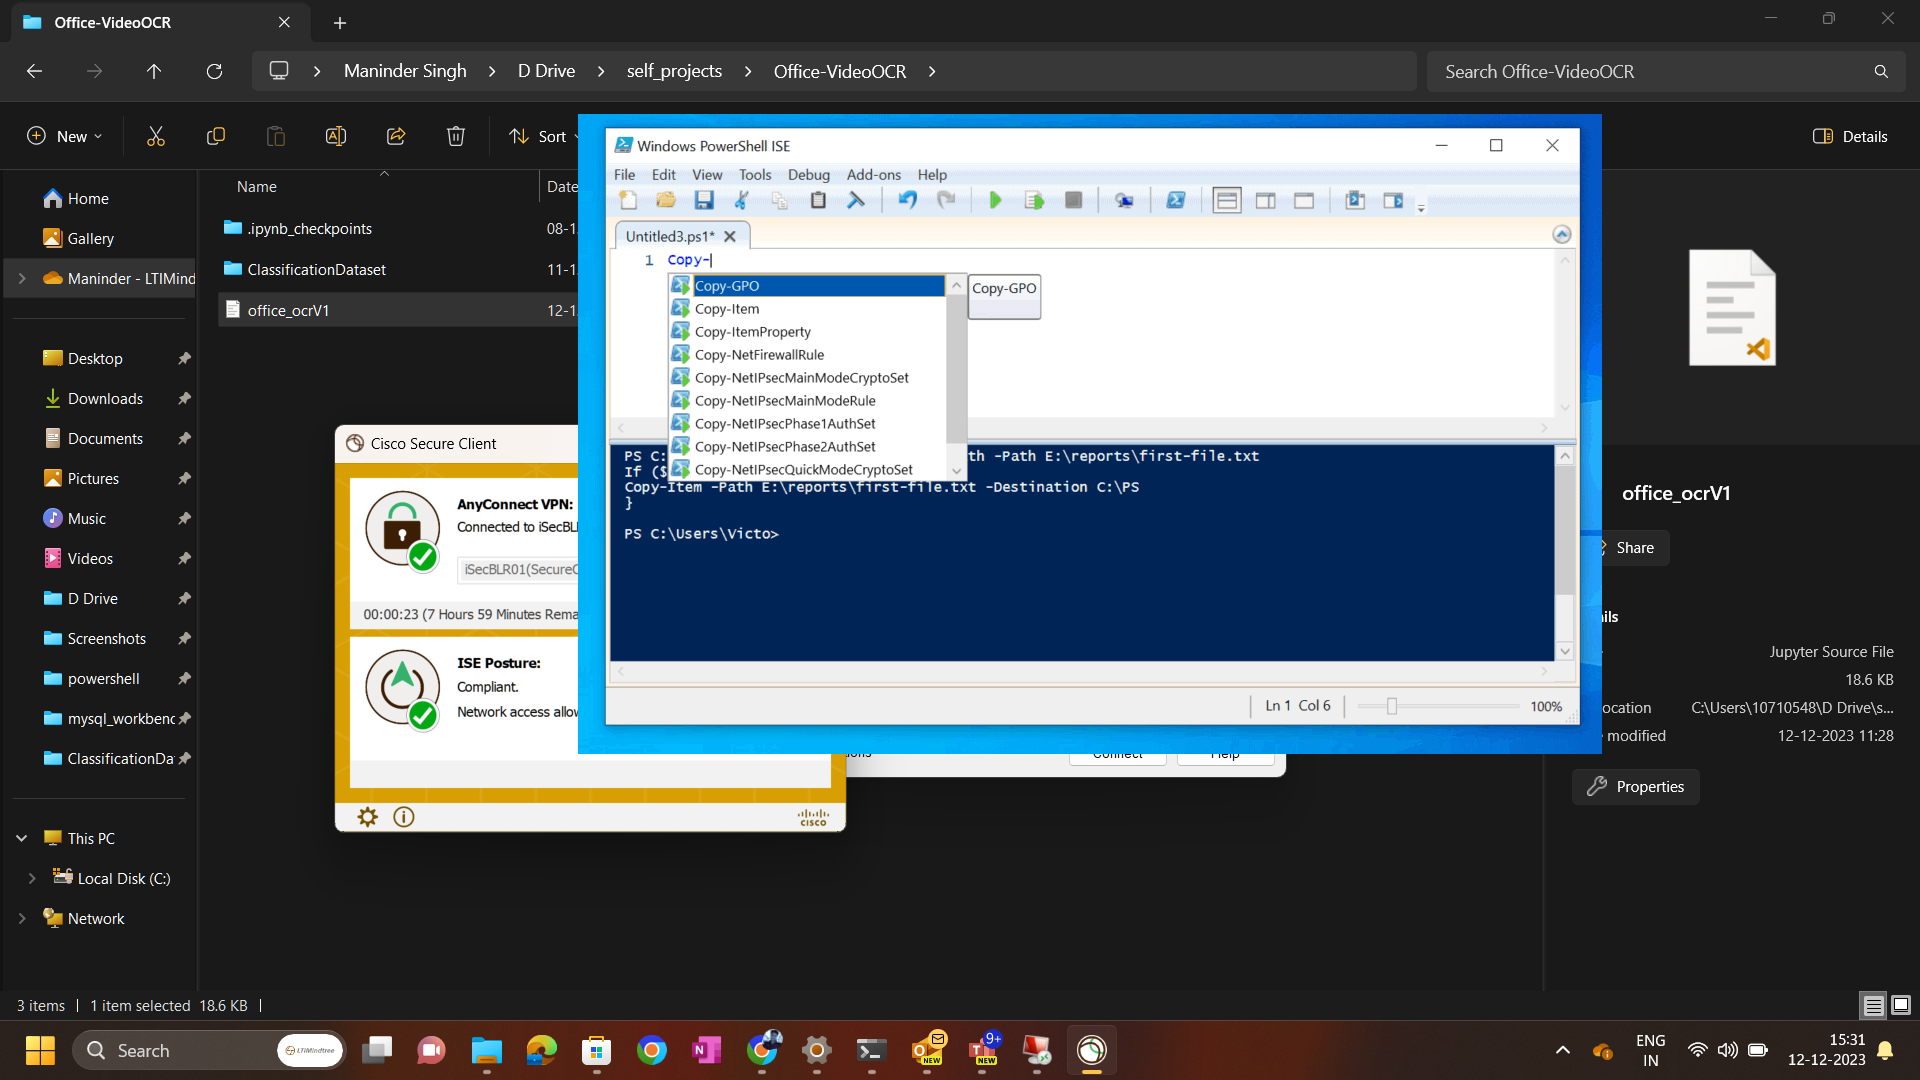 Office-VideoOCR
Maninder Singh > D Drive > self_projects > Office-VideoOCR >
Search Office-VideoOCR
New
Sort
Details
Home
Gallery
Maninder - LTIMind
Desktop
Downloads
Documents
Pictures
Music
Videos
D Drive
Screenshots
powershell
mysql_workbenc
ClassificationDa
This PC
Local Disk (C:)
Network
Name
Date
.ipynb_checkpoints 08-1
ClassificationDataset 11-1
office_ocrV1 12-1
Cisco Secure Client
AnyConnect VPN:
Connected to iSecBL
iSecBLR01(SecureC
00:00:23 (7 Hours 59 Minutes Rema
ISE Posture:
Compliant.
Network access allow
cisco
Connect
Help
Windows PowerShell ISE
File Edit View Tools Debug Add-ons Help
Untitled3.ps1*
1 Copy-
Copy-GPO
Copy-GPO
Copy-Item
Copy-ItemProperty
Copy-NetFirewallRule
Copy-NetIPsecMainModeCryptoSet
Copy-NetIPsecMainModeRule
Copy-NetIPsecPhase1AuthSet
Copy-NetIPsecPhase2AuthSet
Copy-NetIPsecQuickModeCryptoSet
PS C: th -Path E:\reports\first-file.txt
If ($
Copy-Item -Path E:\reports\first-file.txt -Destination C:\PS
}
PS C:\Users\Victo>
Ln 1 Col 6
100%
office_ocrV1
Share
ils
Jupyter Source File
18.6 KB
ocation C:\Users\10710548\D Drive\s...
modified 12-12-2023 11:28
Properties
3 items | 1 item selected 18.6 KB |
Search
LTIMindtree
NEW
9+
NEW
ENG
IN
15:31
12-12-2023